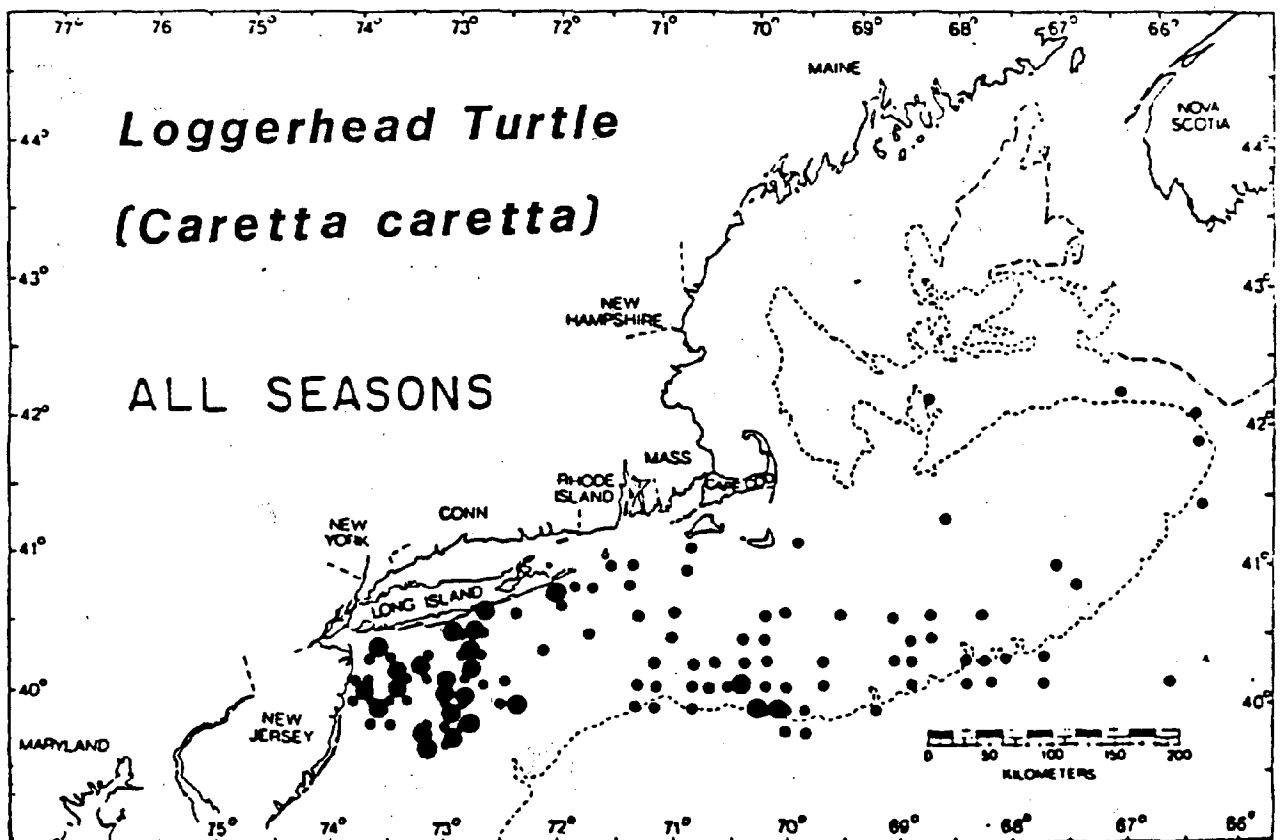 77° 75° 74° 73° 72° 71° 70° 69° 68° 67° 66°
MAINE
Loggerhead Turtle
NOVA
SCOTIA
44° 44°
(Caretta caretta)
43° 43°
NEW
HAMPSHIRE
ALL SEASONS
42° 42°
MASS
CAPE COD
RHODE
ISLAND
CONN
NEW
YORK
41° 41°
LONG ISLAND
40° 40°
NEW
JERSEY
MARYLAND
0 50 100 150 200
KILOMETERS
75° 74° 73° 72° 71° 70° 69° 68° 67° 66°